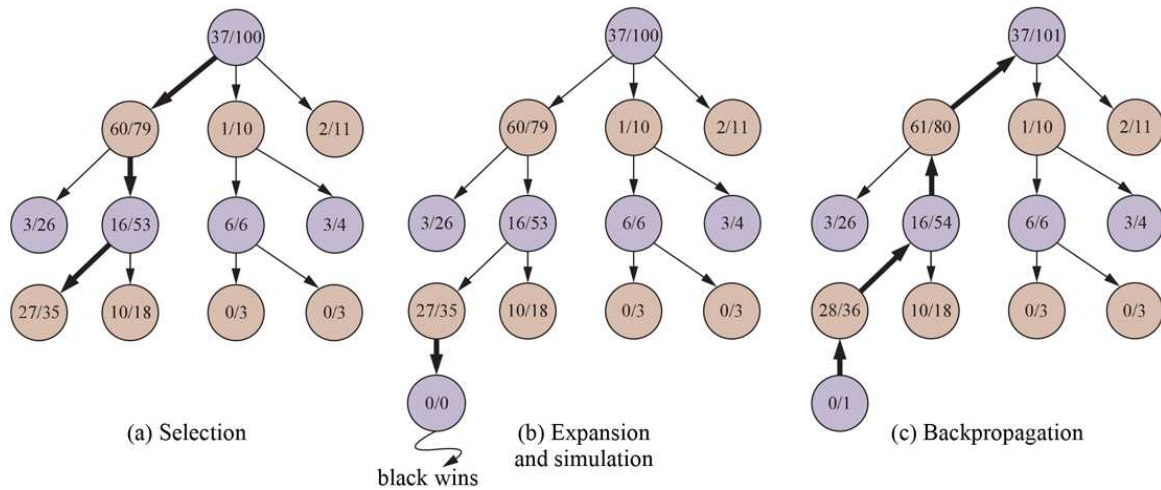 37/100
60/79 1/10 2/11
3/26 16/53 6/6 3/4
27/35 10/18 0/3 0/3
(a) Selection
37/100
60/79 1/10 2/11
3/26 16/53 6/6 3/4
27/35 10/18 0/3 0/3
0/0
black wins
(b) Expansion
and simulation
37/101
61/80 1/10 2/11
3/26 16/54 6/6 3/4
28/36 10/18 0/3 0/3
0/1
(c) Backpropagation